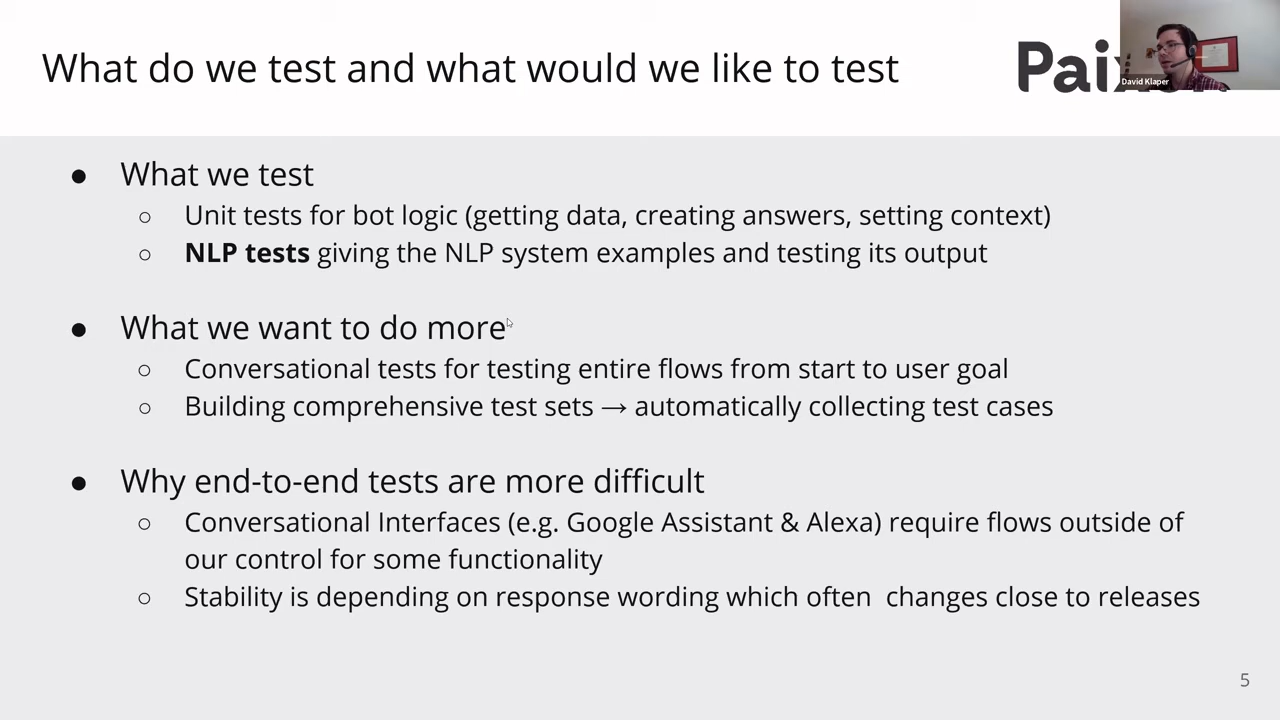 What do we test and what would we like to test
David Klaper
● What we test
○ Unit tests for bot logic (getting data, creating answers, setting context)
○ NLP tests giving the NLP system examples and testing its output
● What we want to do more
○ Conversational tests for testing entire flows from start to user goal
○ Building comprehensive test sets → automatically collecting test cases
● Why end-to-end tests are more difficult
○ Conversational Interfaces (e.g. Google Assistant & Alexa) require flows outside of
our control for some functionality
○ Stability is depending on response wording which often  changes close to releases
5